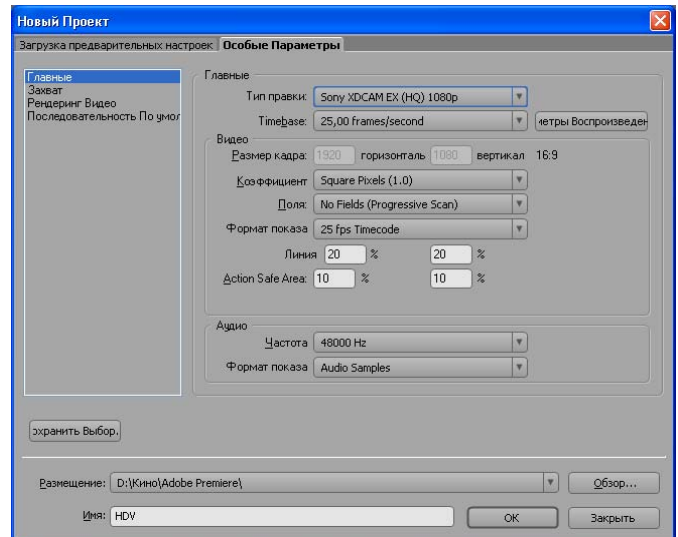 Новый Проект
Загрузка предварительных настроек Особые Параметры
Главные
Захват
Рендеринг Видео
Последовательность По умол
Главные
Тип правки: Sony XDCAM EX (HQ) 1080p
Timebase: 25,00 frames/second етры Воспроизведен
Видео
Размер кадра: 1920 горизонталь 1080 вертикал 16:9
Коэффициент Square Pixels (1.0)
Поля: No Fields (Progressive Scan)
Формат показа 25 fps Timecode
Линия 20 % 20 %
Action Safe Area: 10 % 10 %
Аудио
Частота 48000 Hz
Формат показа Audio Samples
охранить Выбор.
Размещение: D:\Кино\Adobe Premiere\ Обзор...
Имя: HDV OK Закрыть